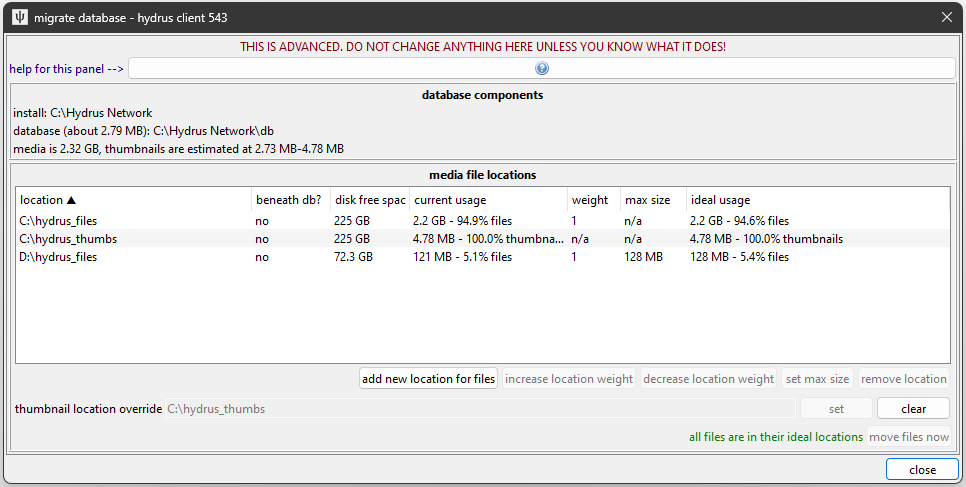 migrate database - hydrus client 543
THIS IS ADVANCED. DO NOT CHANGE ANYTHING HERE UNLESS YOU KNOW WHAT IT DOES!
help for this panel -->
database components
install: C:\Hydrus Network
database (about 2.79 MB): C:\Hydrus Network\db
media is 2.32 GB, thumbnails are estimated at 2.73 MB-4.78 MB
media file locations
location beneath db? disk free spac current usage weight max size ideal usage
C:\hydrus_files no 225 GB 2.2 GB - 94.9% files 1 n/a 2.2 GB - 94.6% files
C:\hydrus_thumbs no 225 GB 4.78 MB - 100.0% thumbna... n/a n/a 4.78 MB - 100.0% thumbnails
D:\hydrus_files no 72.3 GB 121 MB - 5.1% files 1 128 MB 128 MB - 5.4% files
add new location for files increase location weight decrease location weight set max size remove location
thumbnail location override C:\hydrus_thumbs set clear
all files are in their ideal locations move files now
close